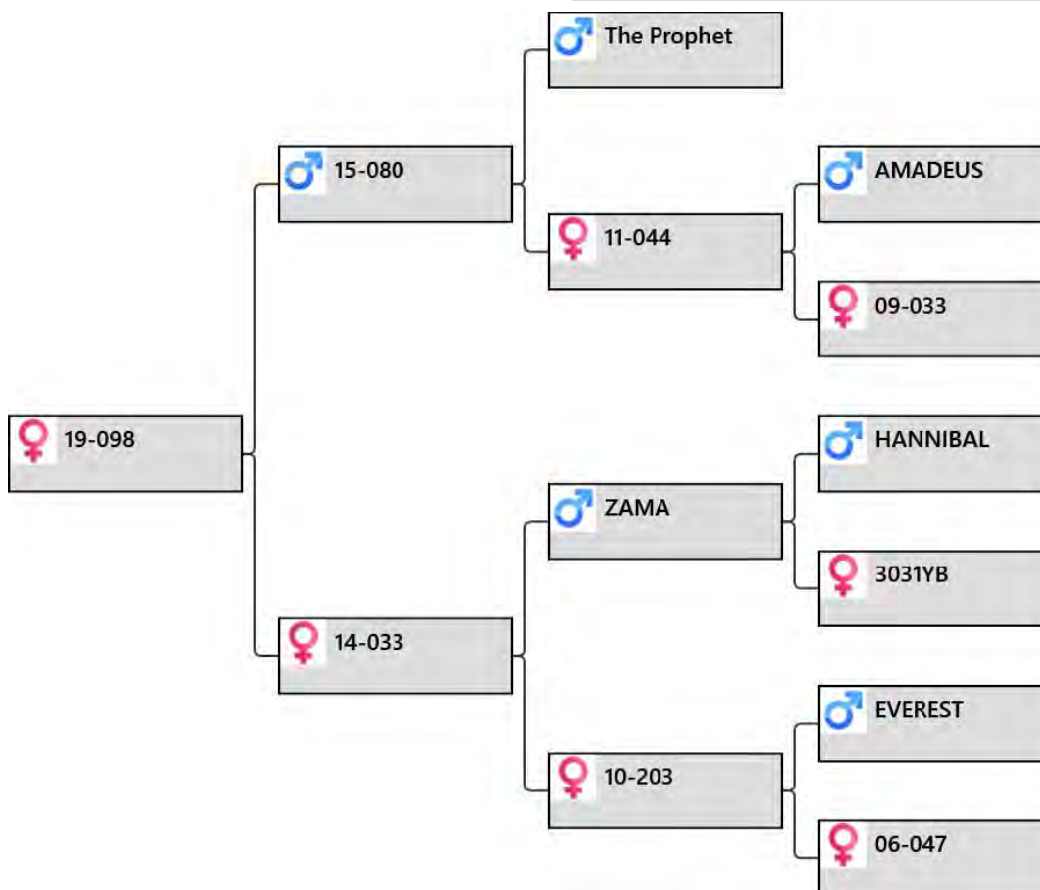 The Prophet
15-080
AMADEUS
11-044
09-033
19-098
HANNIBAL
ZAMA
3031YB
14-033
EVEREST
10-203
06-047